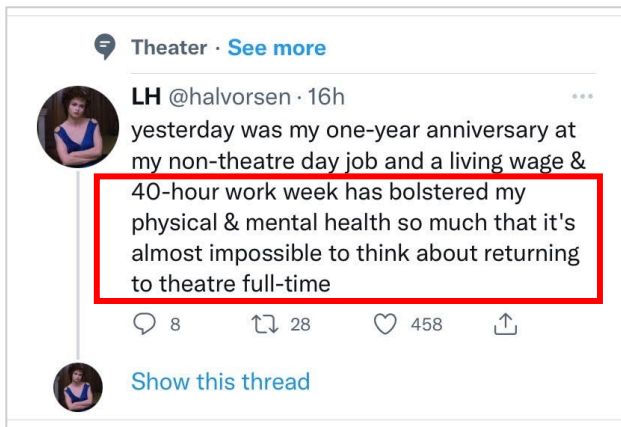 Theater · See more
LH @halvorsen · 16h
yesterday was my one-year anniversary at
my non-theatre day job and a living wage &
40-hour work week has bolstered my
physical & mental health so much that it's
almost impossible to think about returning
to theatre full-time
8 28 458
Show this thread